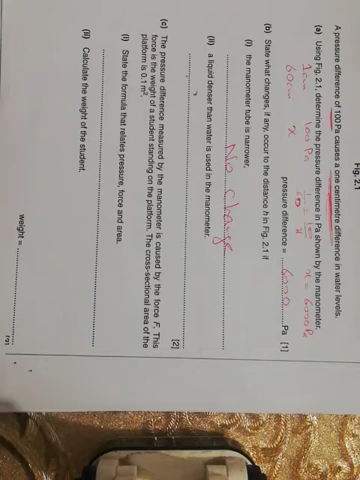 Fig. 2.1
A pressure difference of 100 Pa causes a one centimetre difference in water levels.
(a) Using Fig. 2.1, determine the pressure difference in Pa shown by the manometer.
1cm 100 Pa x = 6000 Pa
60cm x
pressure difference = 6000 Pa [1]
(b) State what changes, if any, occur to the distance h in Fig. 2.1 if
(i) the manometer tube is narrower,
No change
(ii) a liquid denser than water is used in the manometer.
[2]
(c) The pressure difference measured by the manometer is caused by the force F. This
force is the weight of a student standing on the platform. The cross-sectional area of the
platform is 0.1 m².
(i) State the formula that relates pressure, force and area.
(ii) Calculate the weight of the student.
weight =